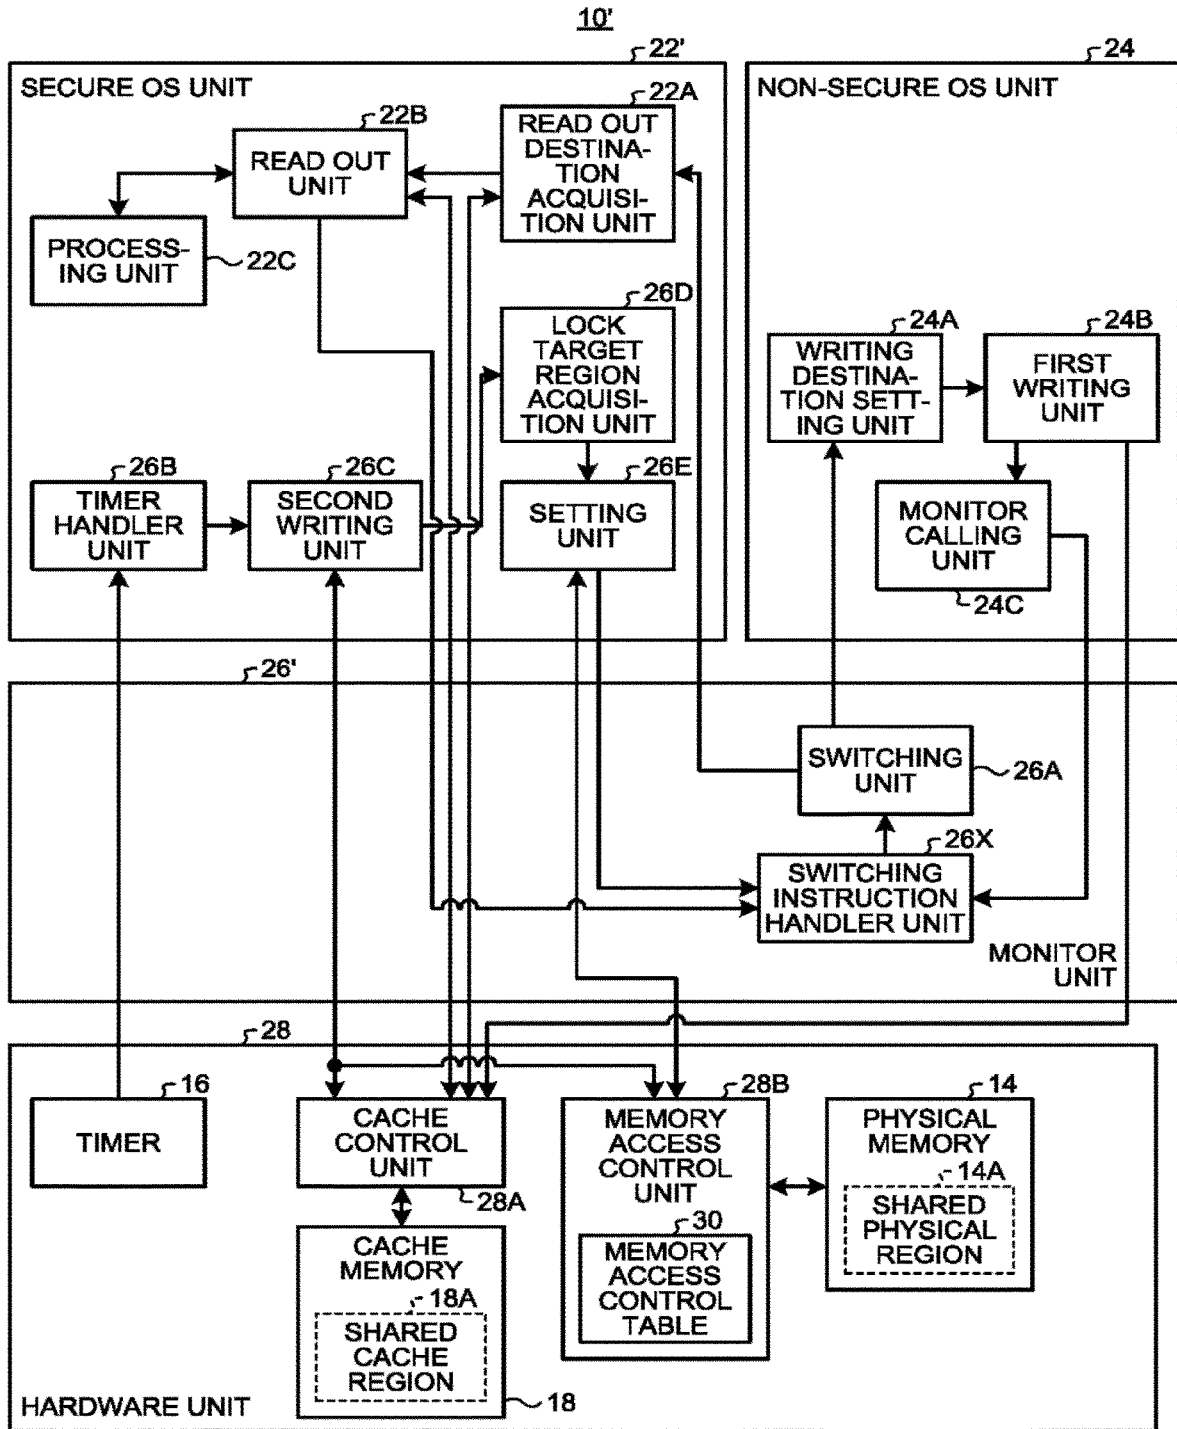 10'
22'
24
SECURE OS UNIT
NON-SECURE OS UNIT
22B
READ OUT
UNIT
22A
READ OUT
DESTINA-
TION
ACQUISI-
TION UNIT
PROCESS-
ING UNIT
22C
26D
LOCK
TARGET
REGION
ACQUISI-
TION UNIT
24A
WRITING
DESTINA-
TION SETT-
ING UNIT
24B
FIRST
WRITING
UNIT
26B
TIMER
HANDLER
UNIT
26C
SECOND
WRITING
UNIT
26E
SETTING
UNIT
MONITOR
CALLING
UNIT
24C
26'
SWITCHING
UNIT
26A
26X
SWITCHING
INSTRUCTION
HANDLER UNIT
MONITOR
UNIT
28
16
TIMER
CACHE
CONTROL
UNIT
28A
28B
MEMORY
ACCESS
CONTROL
UNIT
30
MEMORY
ACCESS
CONTROL
TABLE
14
PHYSICAL
MEMORY
14A
SHARED
PHYSICAL
REGION
CACHE
MEMORY
18A
SHARED
CACHE
REGION
18
HARDWARE UNIT